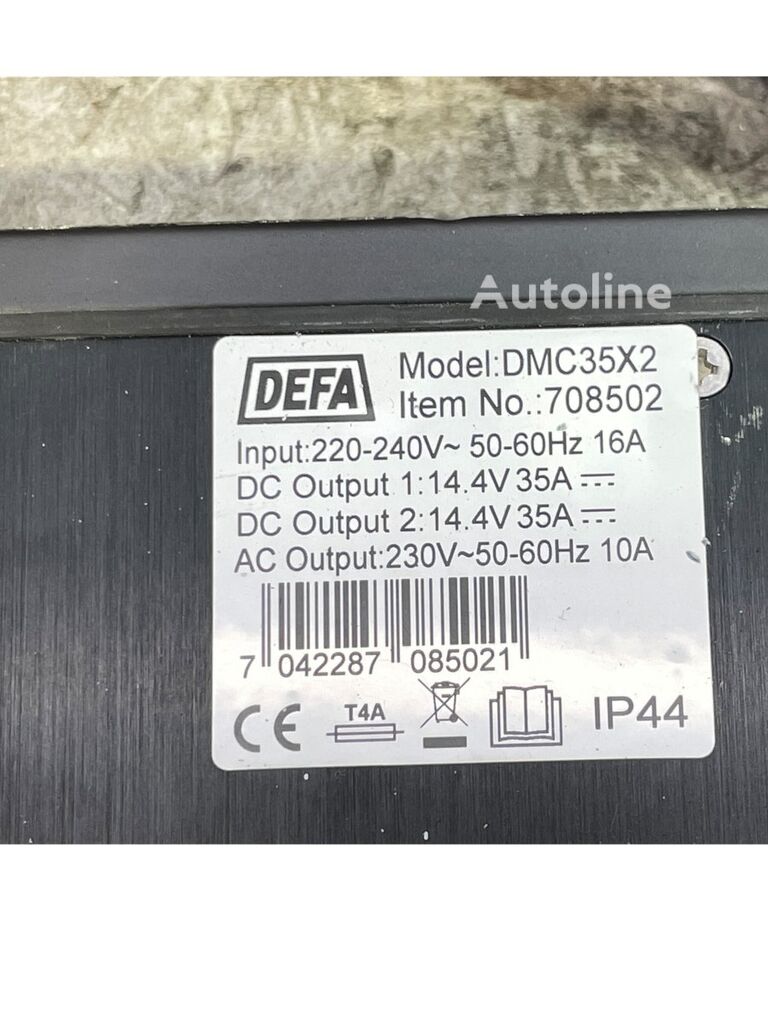 Autoline
DEFA
Model:DMC35X2
Item No.:708502
Input:220-240V~ 50-60Hz 16A
DC Output 1:14.4V 35A ⎓
DC Output 2:14.4V 35A ⎓
AC Output:230V~50-60Hz 10A
7 042287 085021
CE T4A IP44